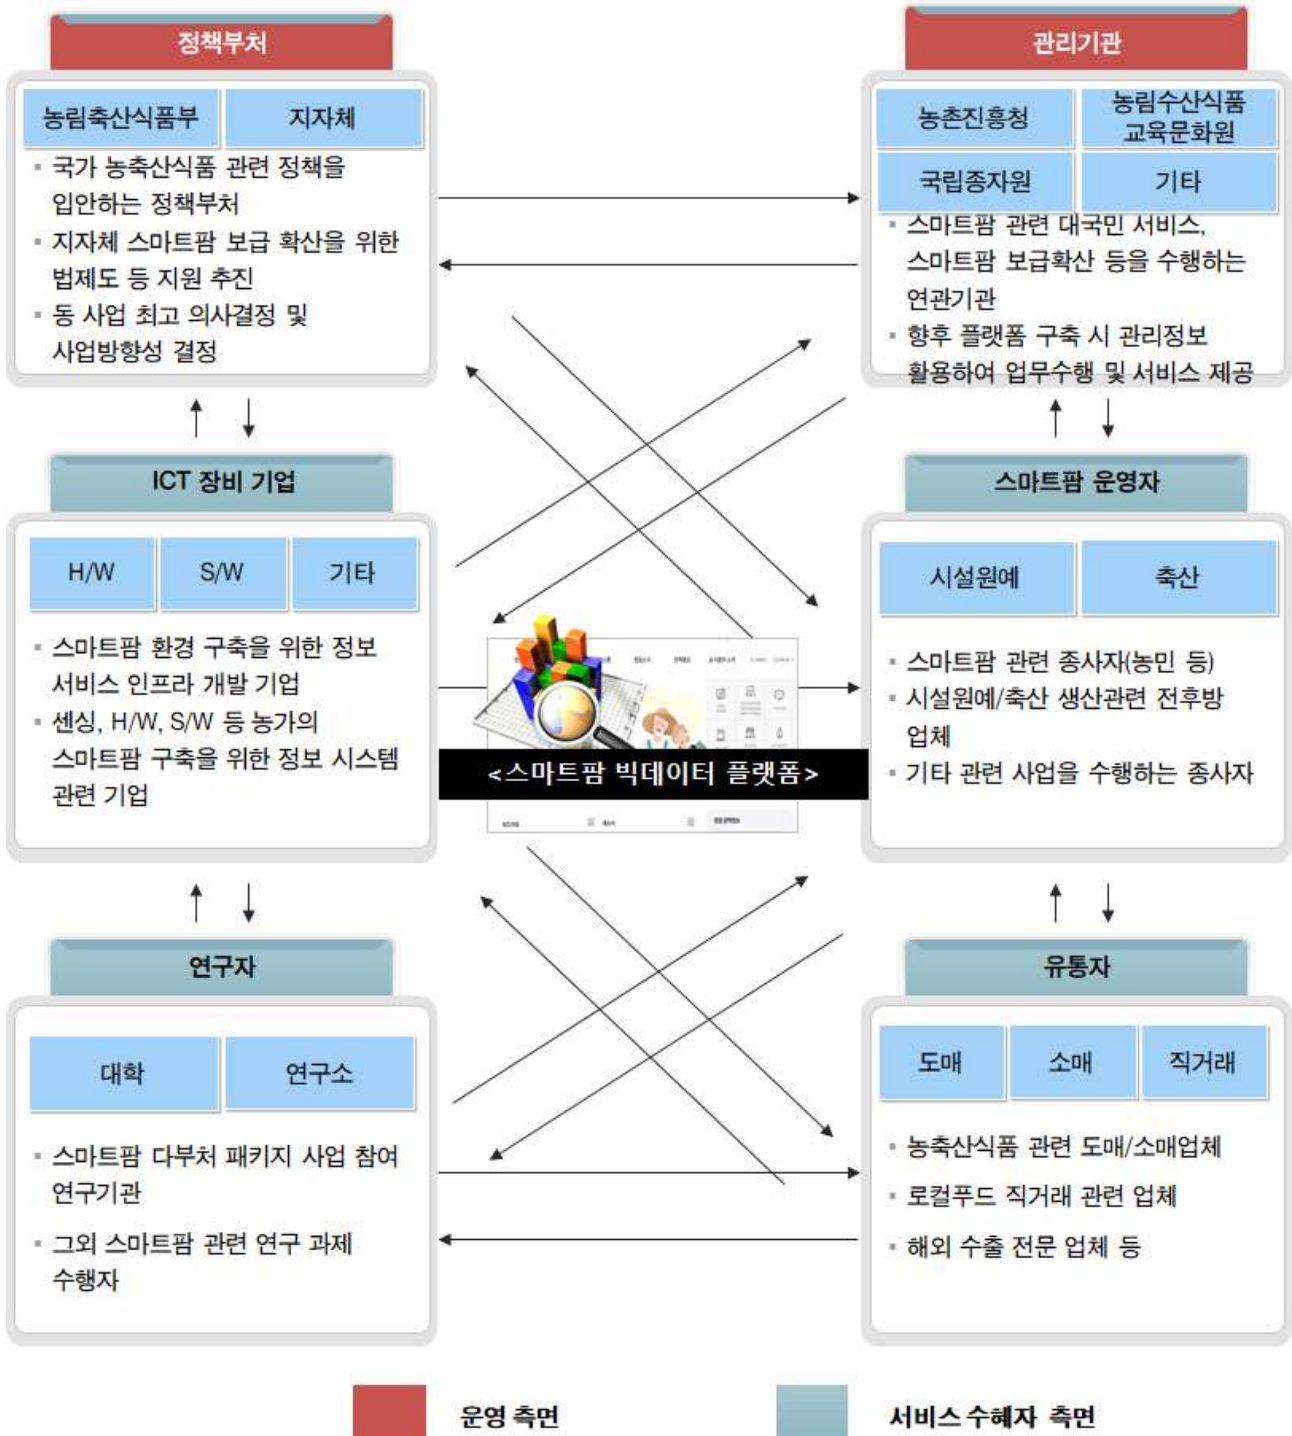 정책부처
농림축산식품부
지자체
▪ 국가 농축산식품 관련 정책을
입안하는 정책부처
▪ 지자체 스마트팜 보급 확산을 위한
법제도 등 지원 추진
▪ 동 사업 최고 의사결정 및
사업방향성 결정
관리기관
농촌진흥청
농림수산식품
교육문화원
국립종자원
기타
▪ 스마트팜 관련 대국민 서비스,
스마트팜 보급확산 등을 수행하는
연관기관
▪ 향후 플랫폼 구축 시 관리정보
활용하여 업무수행 및 서비스 제공
ICT 장비 기업
H/W
S/W
기타
▪ 스마트팜 환경 구축을 위한 정보
서비스 인프라 개발 기업
▪ 센싱, H/W, S/W 등 농가의
스마트팜 구축을 위한 정보 시스템
관련 기업
<스마트팜 빅데이터 플랫폼>
스마트팜 운영자
시설원예
축산
▪ 스마트팜 관련 종사자(농민 등)
▪ 시설원예/축산 생산관련 전후방
업체
▪ 기타 관련 사업을 수행하는 종사자
연구자
대학
연구소
▪ 스마트팜 다부처 패키지 사업 참여
연구기관
▪ 그외 스마트팜 관련 연구 과제
수행자
유통자
도매
소매
직거래
▪ 농축산식품 관련 도매/소매업체
▪ 로컬푸드 직거래 관련 업체
▪ 해외 수출 전문 업체 등
운영 측면
서비스 수혜자 측면